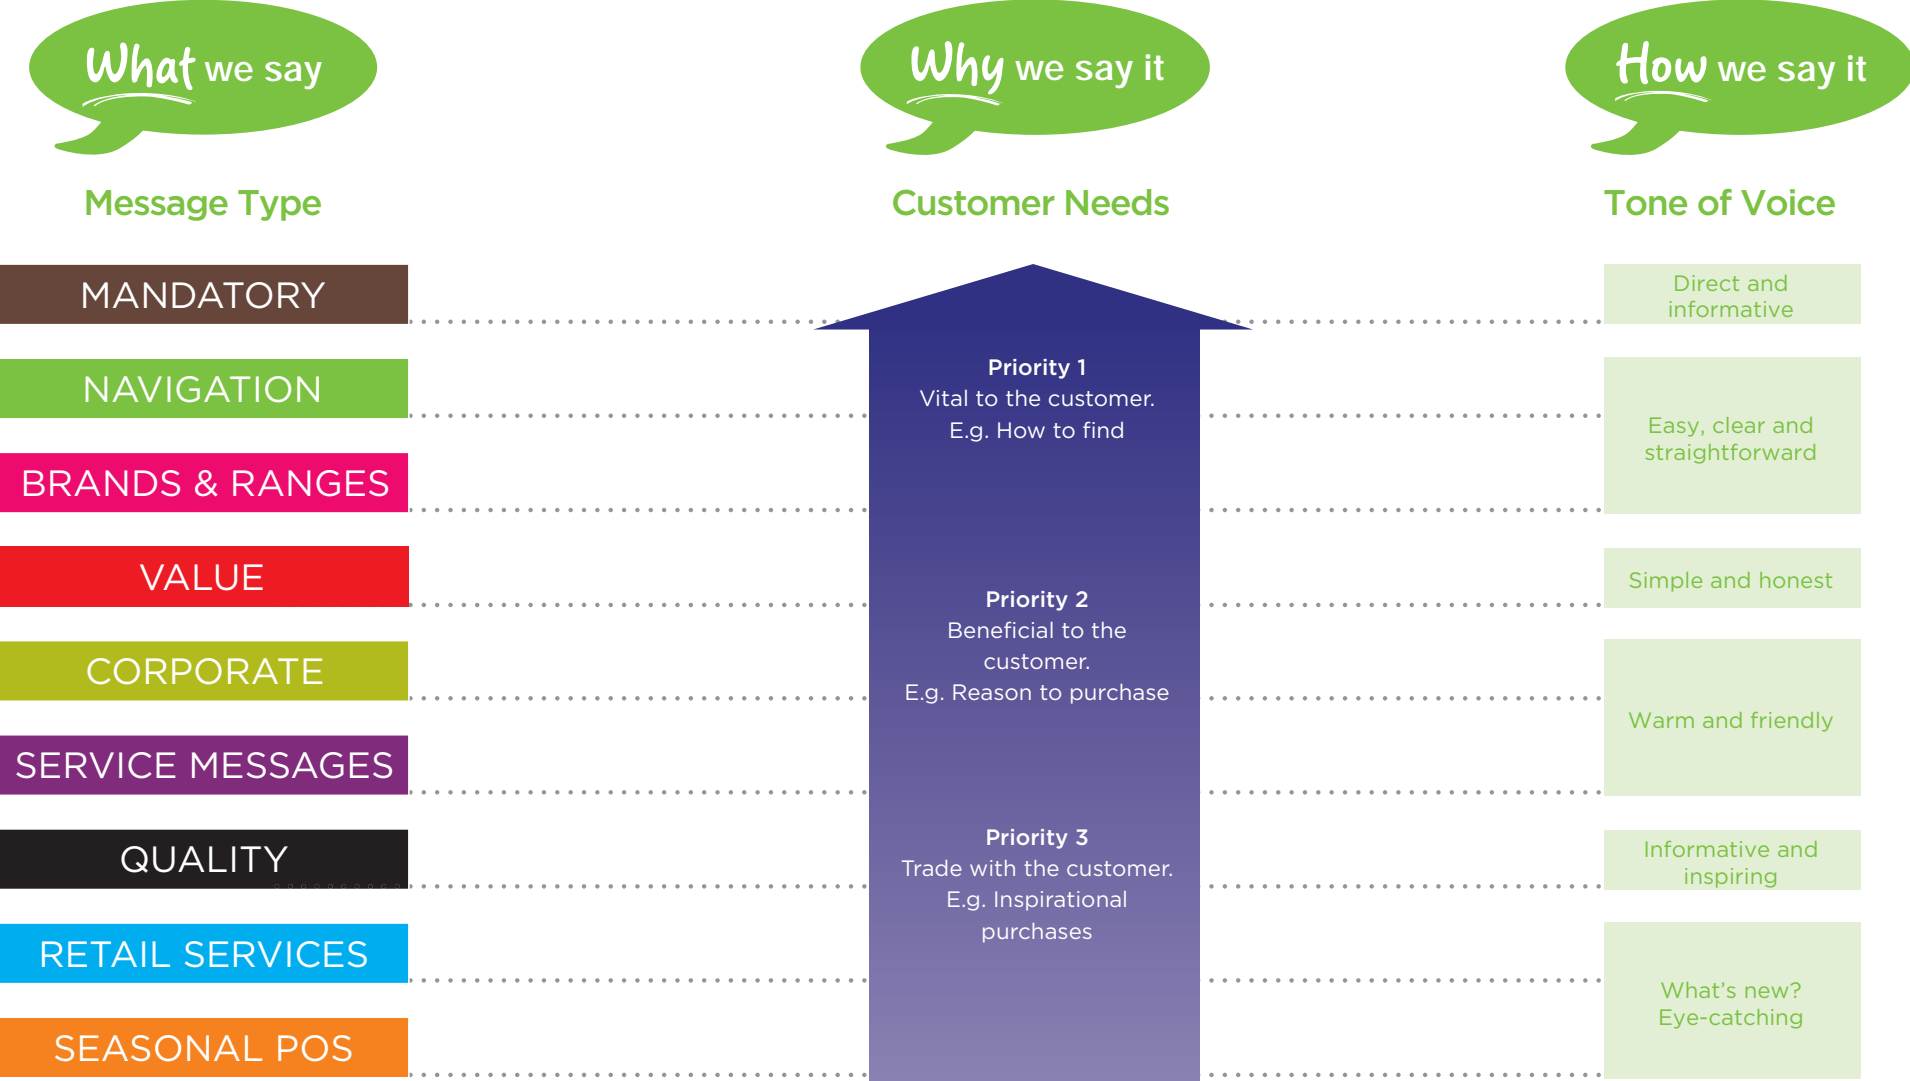 What we say
Why we say it
How we say it
Message Type
Customer Needs
Tone of Voice
MANDATORY
NAVIGATION
BRANDS & RANGES
VALUE
CORPORATE
SERVICE MESSAGES
QUALITY
RETAIL SERVICES
SEASONAL POS
Priority 1
Vital to the customer.
E.g. How to find
Priority 2
Beneficial to the
customer.
E.g. Reason to purchase
Priority 3
Trade with the customer.
E.g. Inspirational
purchases
Direct and
informative
Easy, clear and
straightforward
Simple and honest
Warm and friendly
Informative and
inspiring
What's new?
Eye-catching